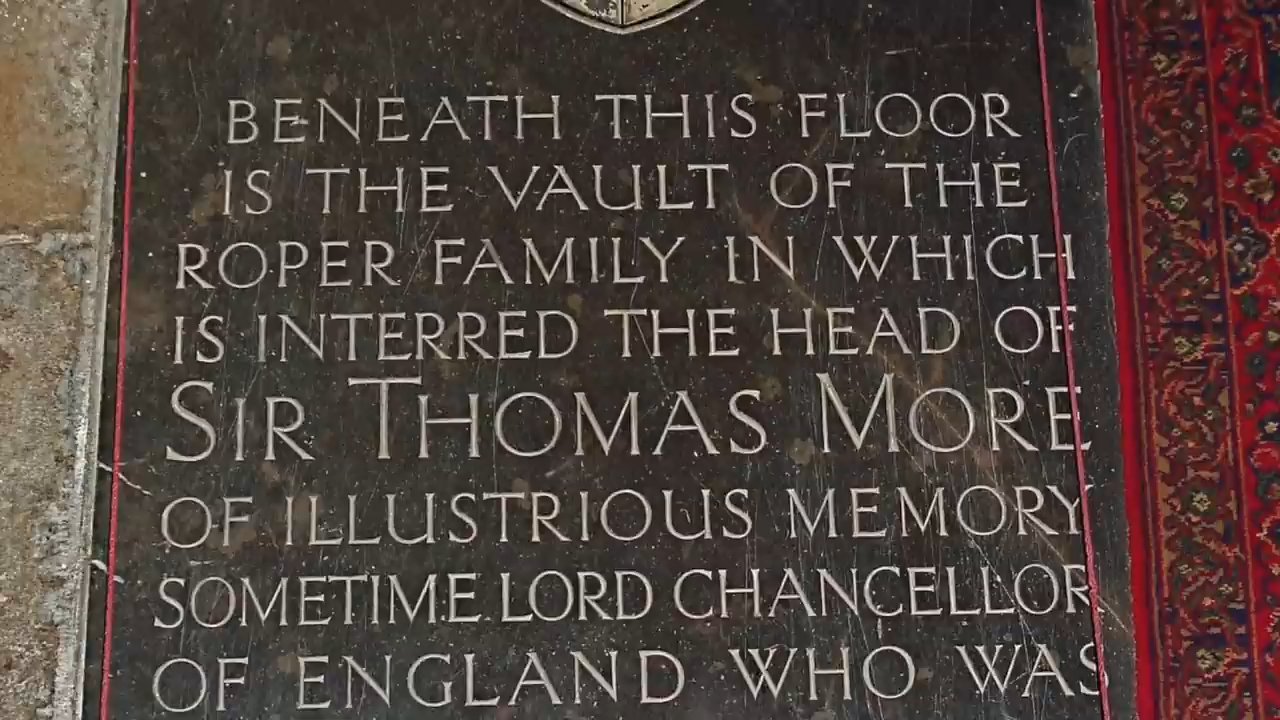 BENEATH THIS FLOOR
IS THE VAULT OF THE
ROPER FAMILY IN WHICH
IS INTERRED THE HEAD OF
SIR THOMAS MORE
OF ILLUSTRIOUS MEMORY
SOMETIME LORD CHANCELLOR
OF ENGLAND WHO WAS